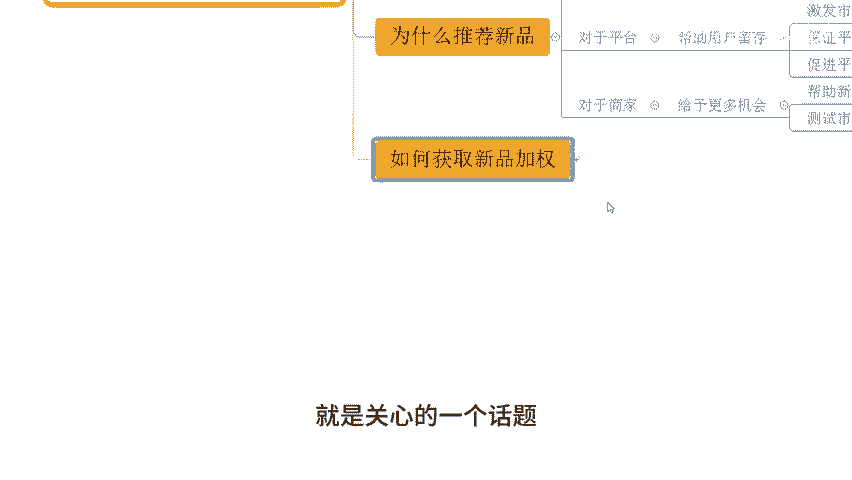 激发市
为什么推荐新品
对于平台
帮助用户留存
保证平
促进平
对于商家
给予更多机会
帮助新
测试市
如何获取新品加权
就是关心的一个话题